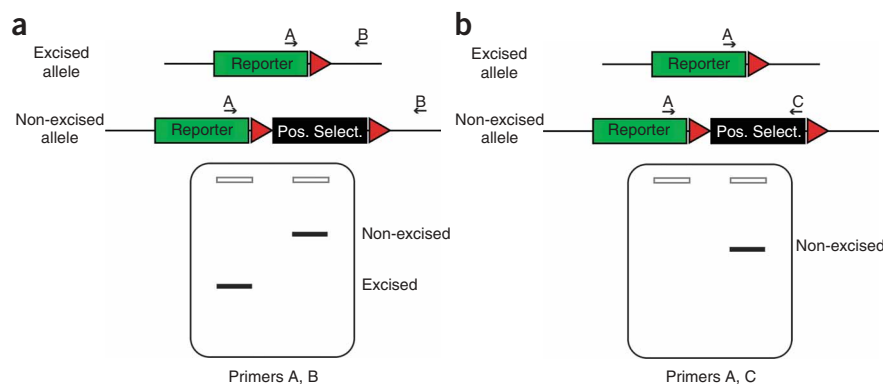 a
A
B
Excised
allele
Reporter
A
B
Non-excised
allele
Reporter
Pos. Select.
Non-excised
Excised
Primers A, B
b
A
Excised
allele
Reporter
A
C
Non-excised
allele
Reporter
Pos. Select.
Non-excised
Primers A, C